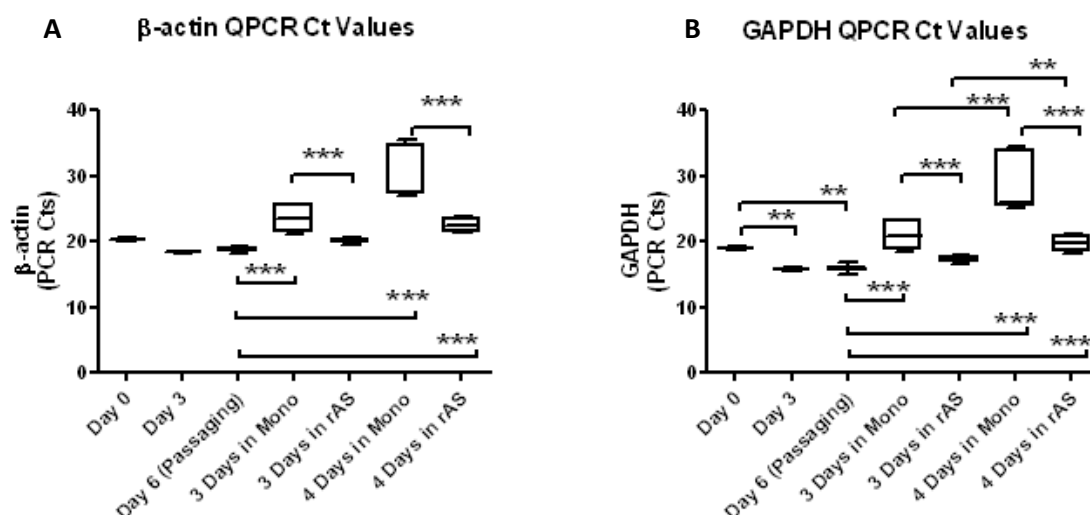 A
β-actin QPCR Ct Values
β-actin
(PCR Cts)
40
30
20
10
0
***
***
***
***
***
Day 0
Day 3
Day 6 (Passaging)
3 Days in Mono
3 Days in rAS
4 Days in Mono
4 Days in rAS
B
GAPDH QPCR Ct Values
GAPDH
(PCR Cts)
40
30
20
10
0
**
***
***
***
**
**
***
***
***
Day 0
Day 3
Day 6 (Passaging)
3 Days in Mono
3 Days in rAS
4 Days in Mono
4 Days in rAS